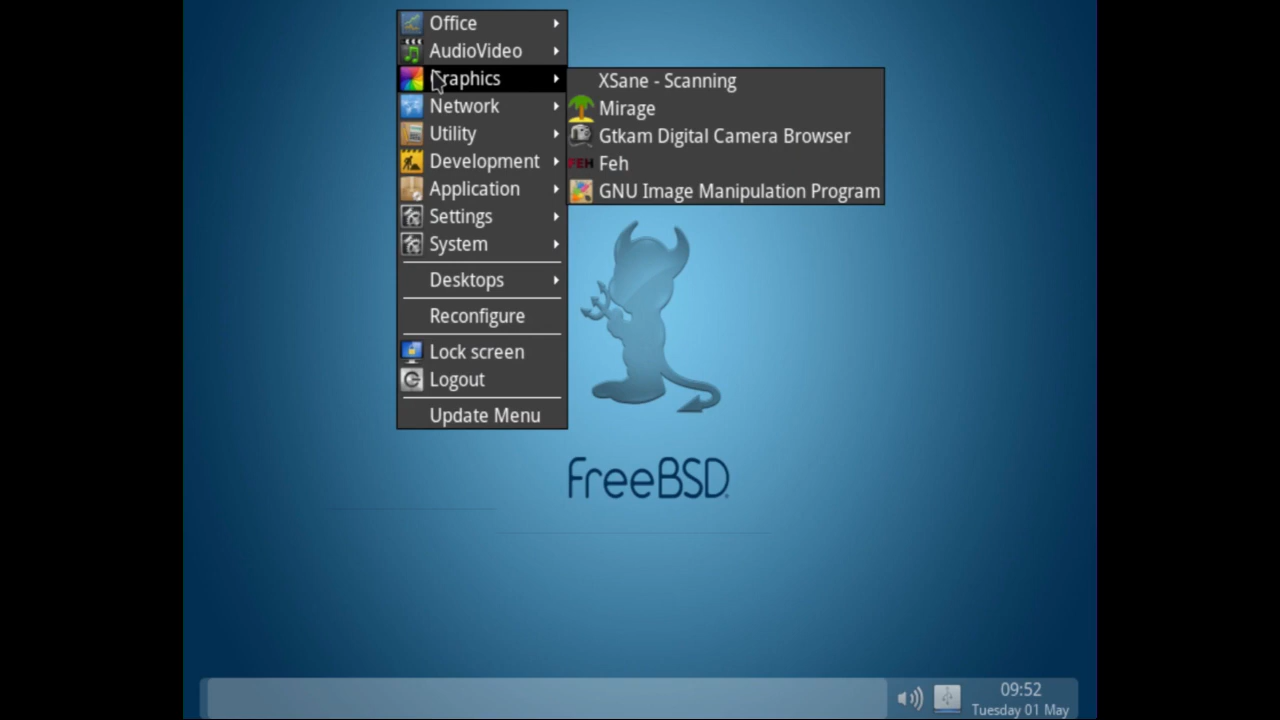 Office
AudioVideo
Graphics
Network
Utility
Development
Application
Settings
System
Desktops
Reconfigure
Lock screen
Logout
Update Menu
XSane - Scanning
Mirage
Gtkam Digital Camera Browser
FEH Feh
GNU Image Manipulation Program
FreeBSD
09:52
Tuesday 01 May